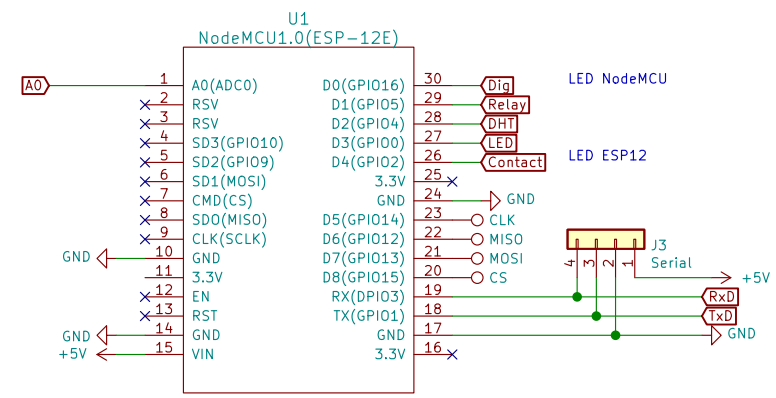 U1
NodeMCU1.0(ESP-12E)
A0 1 A0(ADC0) D0(GPIO16) 30 Dig LED NodeMCU
2 RSV D1(GPIO5) 29 Relay
3 RSV D2(GPIO4) 28 DHT
4 SD3(GPIO10) D3(GPIO0) 27 LED
5 SD2(GPIO9) D4(GPIO2) 26 Contact LED ESP12
6 SD1(MOSI) 3.3V 25
7 CMD(CS) GND 24 GND
8 SDO(MISO) D5(GPIO14) 23 CLK
9 CLK(SCLK) D6(GPIO12) 22 MISO
GND 10 GND D7(GPIO13) 21 MOSI
11 3.3V D8(GPIO15) 20 CS
12 EN RX(DPIO3) 19 RxD
13 RST TX(GPIO1) 18 TxD
GND 14 GND GND 17 GND
+5V 15 VIN 3.3V 16
J3
Serial
4 3 2 1
+5V